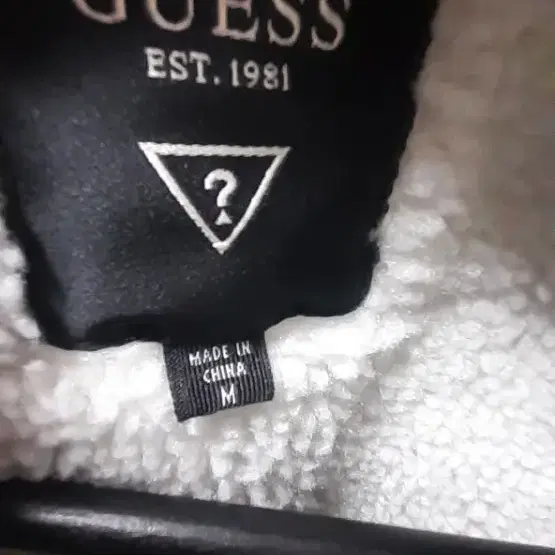 GUESS
EST. 1981
?
MADE IN
CHINA
M